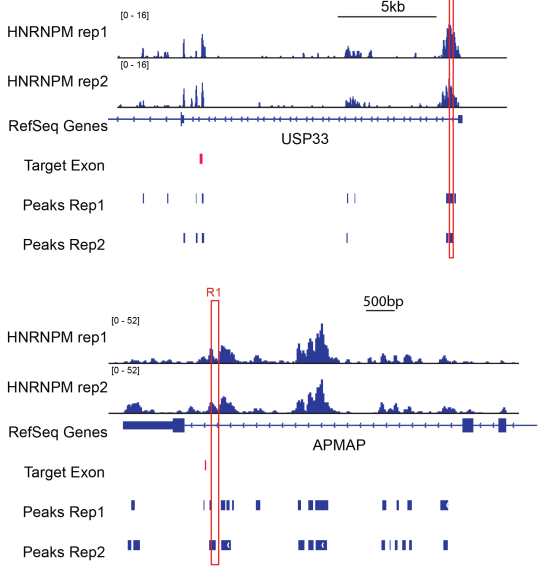 5kb
[0 - 16]
HNRNPM rep1
[0 - 16]
HNRNPM rep2
RefSeq Genes
USP33
Target Exon
Peaks Rep1
Peaks Rep2
R1
500bp
[0 - 52]
HNRNPM rep1
[0 - 52]
HNRNPM rep2
RefSeq Genes
APMAP
Target Exon
Peaks Rep1
Peaks Rep2